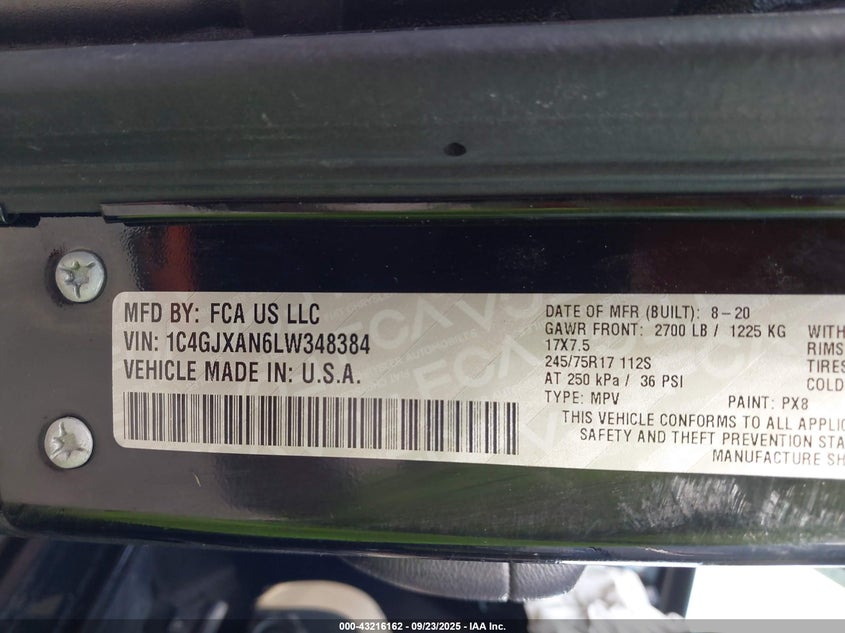 MFD BY: FCA US LLC
VIN: 1C4GJXAN6LW348384
VEHICLE MADE IN: U.S.A.
DATE OF MFR (BUILT): 8-20
GAWR FRONT: 2700 LB / 1225 KG WITH
17X7.5 RIMS
245/75R17 112S TIRES
AT 250 kPa / 36 PSI COLD
TYPE: MPV PAINT: PX8
THIS VEHICLE CONFORMS TO ALL APPLIC
SAFETY AND THEFT PREVENTION STA
MANUFACTURE SH
000-43216162 - 09/23/2025 - IAA Inc.